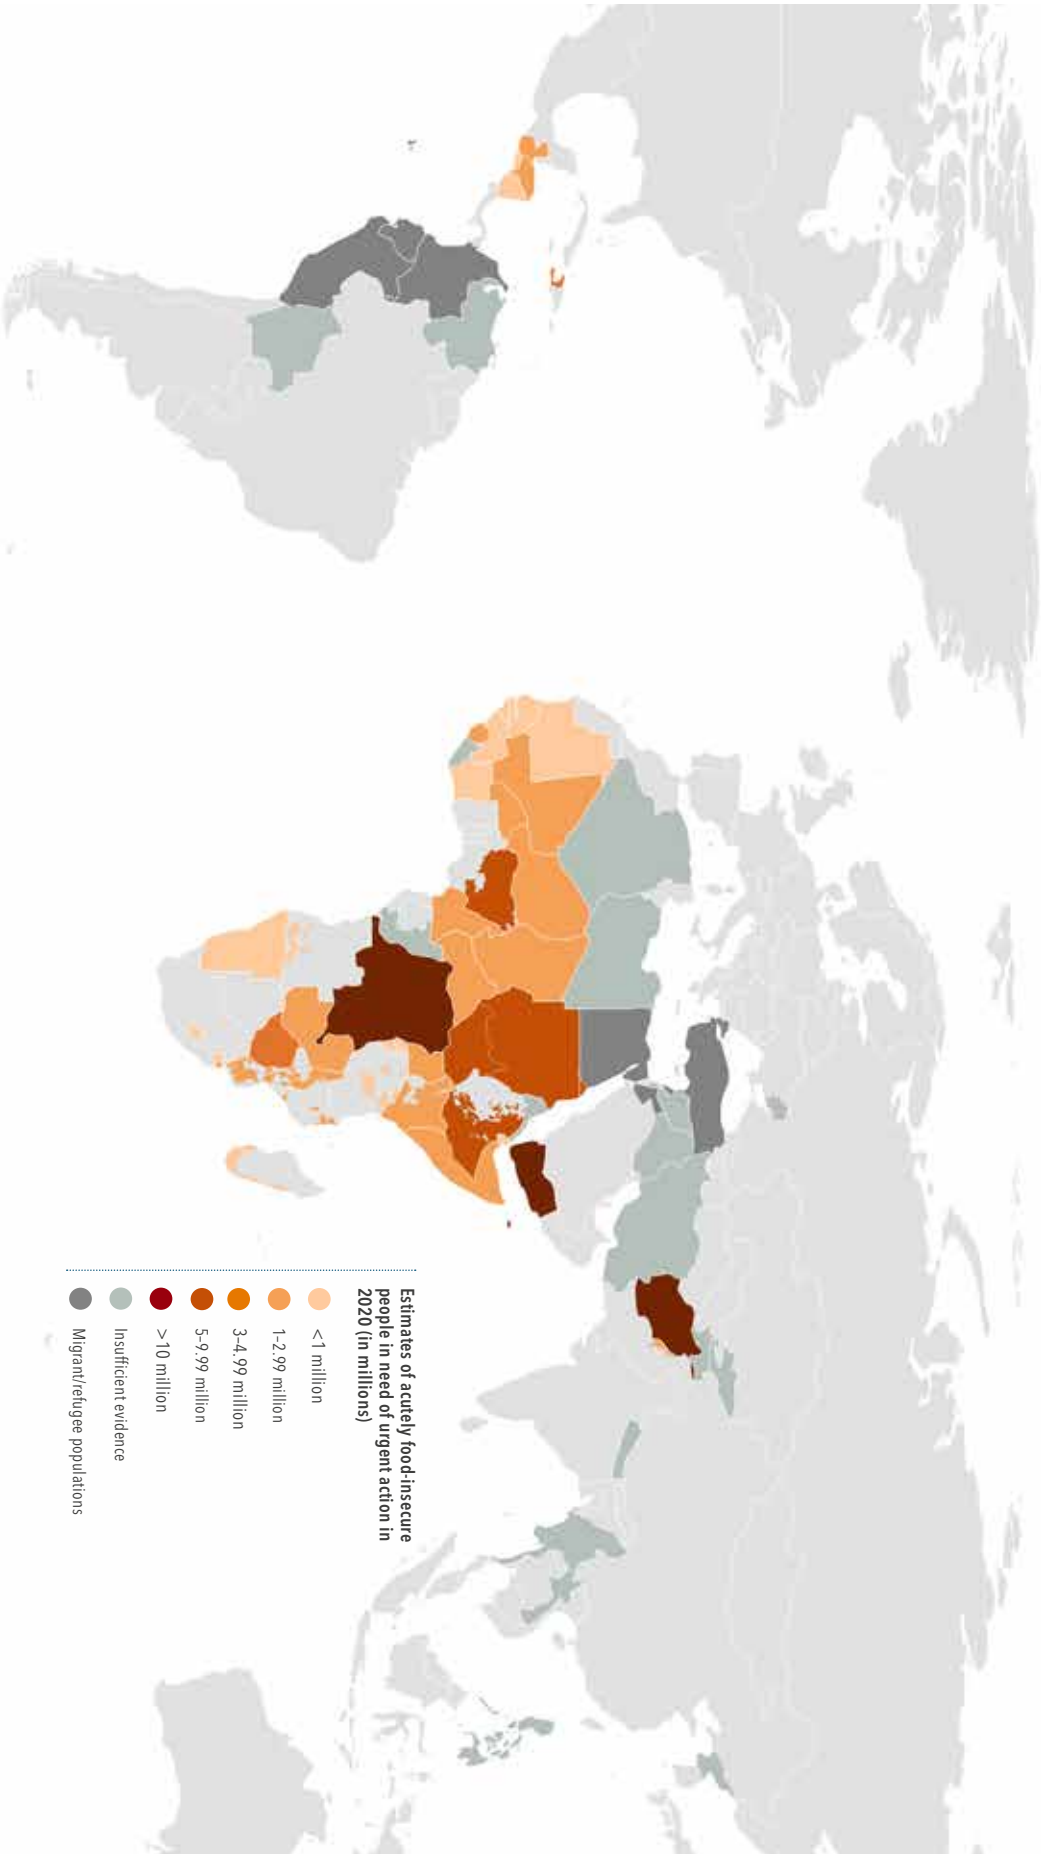 Estimates of acutely food-insecure
people in need of urgent action in
2020 (in millions)
<1 million
1-2.99 million
3-4.99 million
5-9.99 million
>10 million
Insufficient evidence
Migrant/refugee populations